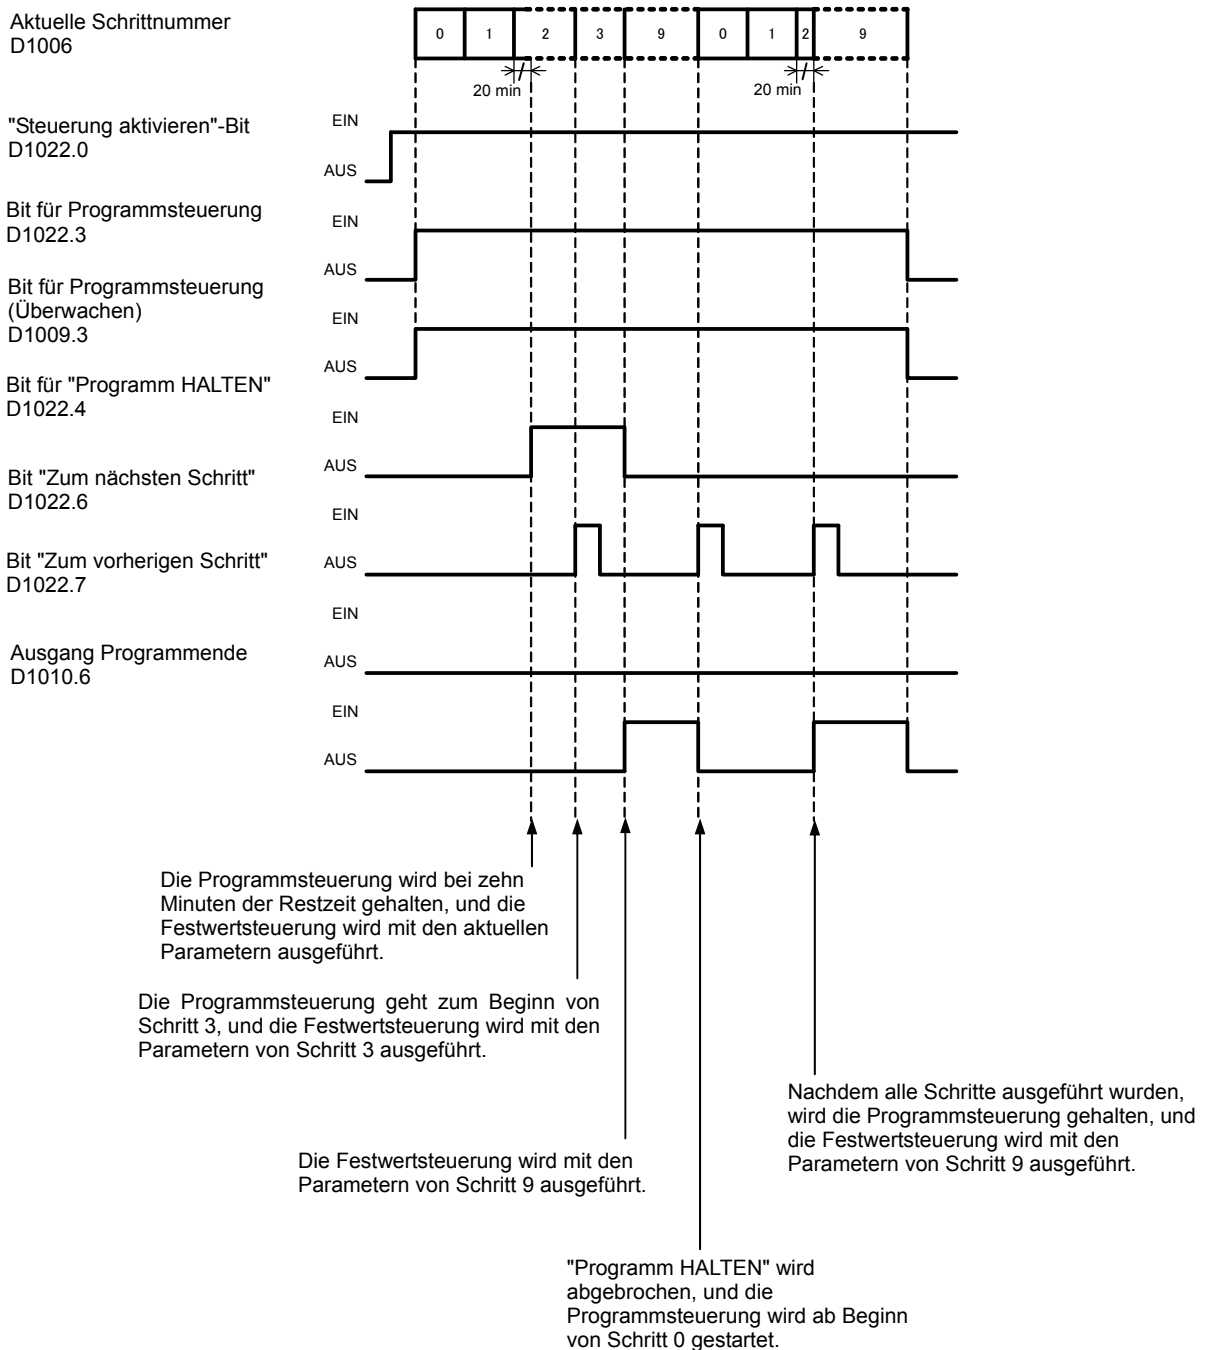 Aktuelle Schrittnummer
D1006
0 1 2 3 9 0 1 2 9
20 min 20 min
"Steuerung aktivieren"-Bit
D1022.0
EIN
AUS
Bit für Programmsteuerung
D1022.3
EIN
AUS
Bit für Programmsteuerung
(Überwachen)
D1009.3
EIN
AUS
Bit für "Programm HALTEN"
D1022.4
EIN
AUS
Bit "Zum nächsten Schritt"
D1022.6
EIN
AUS
Bit "Zum vorherigen Schritt"
D1022.7
EIN
AUS
Ausgang Programmende
D1010.6
EIN
AUS
Die Programmsteuerung wird bei zehn
Minuten der Restzeit gehalten, und die
Festwertsteuerung wird mit den aktuellen
Parametern ausgeführt.
Die Programmsteuerung geht zum Beginn von
Schritt 3, und die Festwertsteuerung wird mit den
Parametern von Schritt 3 ausgeführt.
Nachdem alle Schritte ausgeführt wurden,
wird die Programmsteuerung gehalten, und
die Festwertsteuerung wird mit den
Parametern von Schritt 9 ausgeführt.
Die Festwertsteuerung wird mit den
Parametern von Schritt 9 ausgeführt.
"Programm HALTEN" wird
abgebrochen, und die
Programmsteuerung wird ab Beginn
von Schritt 0 gestartet.